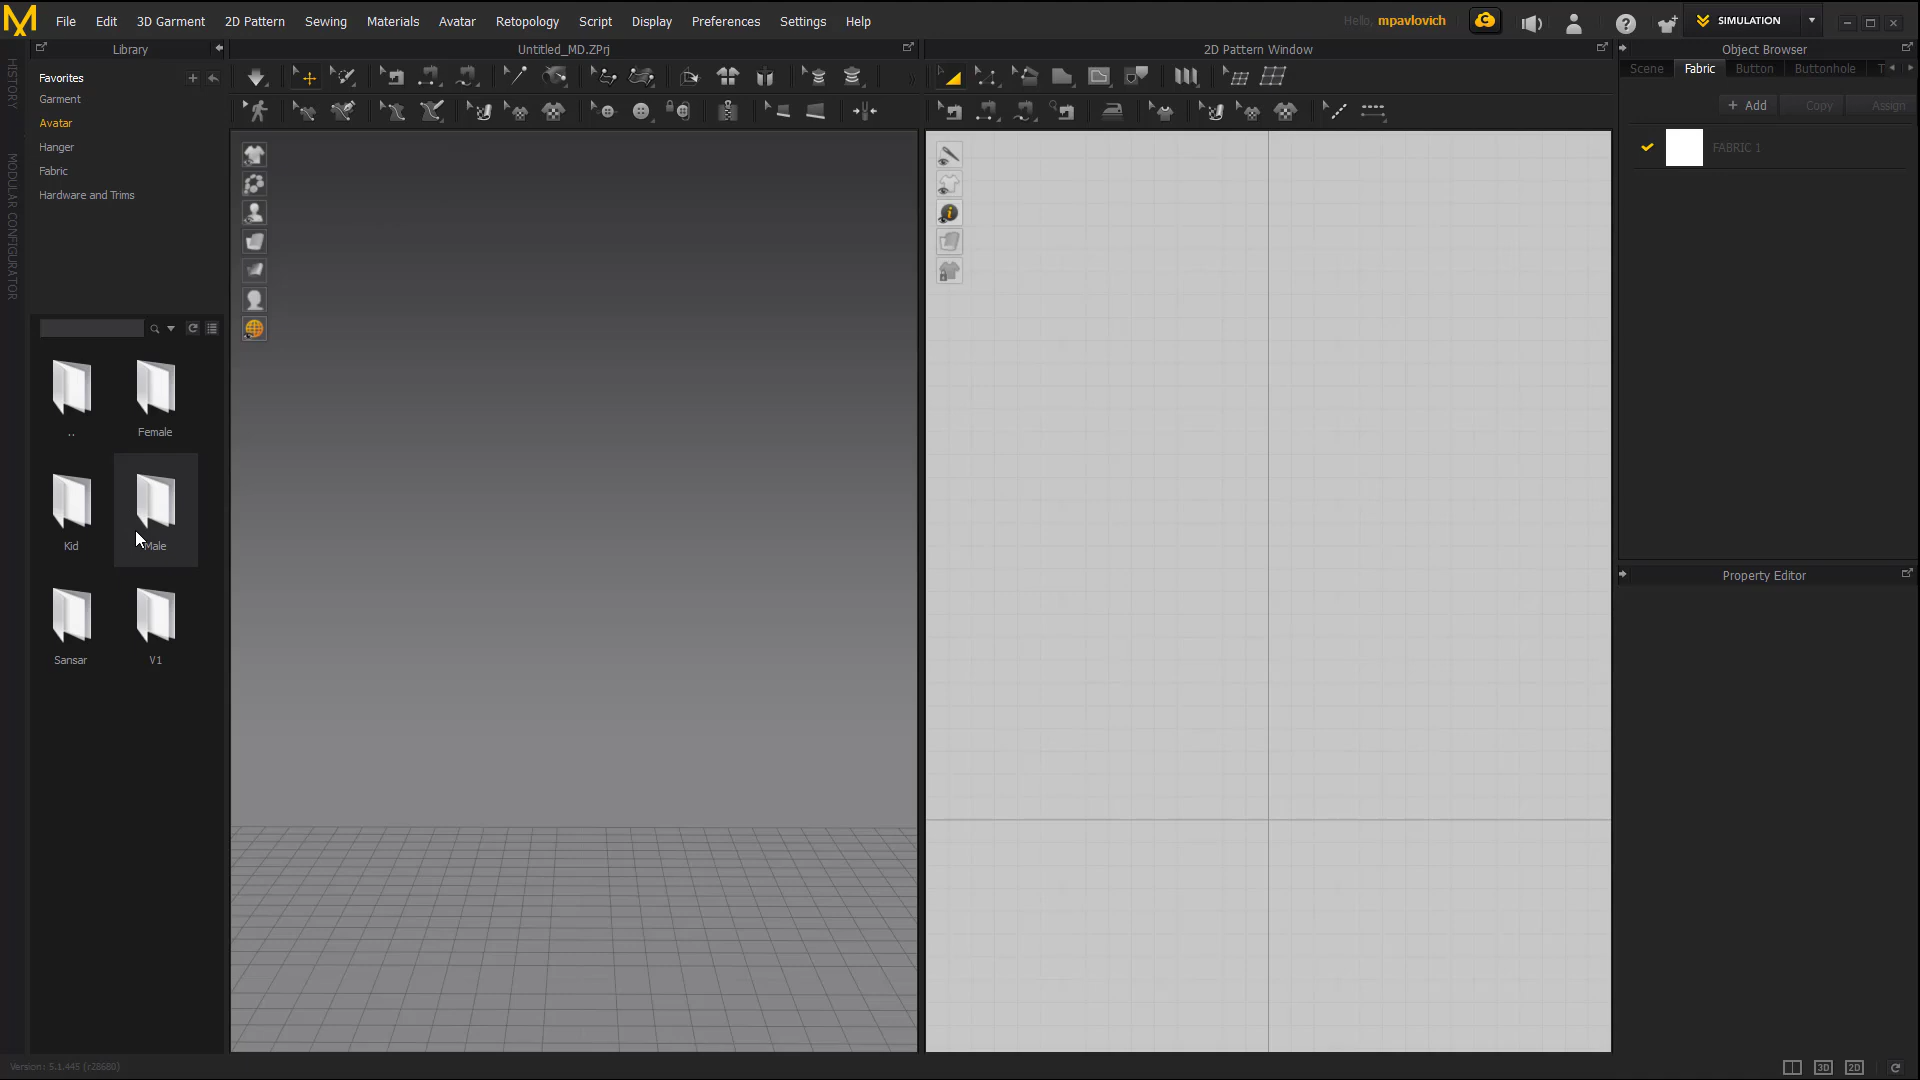 File Edit 3D Garment 2D Pattern Sewing Materials Avatar Retopology Script Display Preferences Settings Help
Hello, mpavlovich
SIMULATION
Library
Untitled_MD.ZPrj
2D Pattern Window
Object Browser
HISTORY
MODULAR CONFIGURATOR
Favorites
Garment
Avatar
Hanger
Fabric
Hardware and Trims
Scene Fabric Button Buttonhole T
+ Add Copy Assign
FABRIC 1
..
Female
Kid
Male
Sansar
V1
Property Editor
Version: 5.1.445 (r28680)
3D 2D